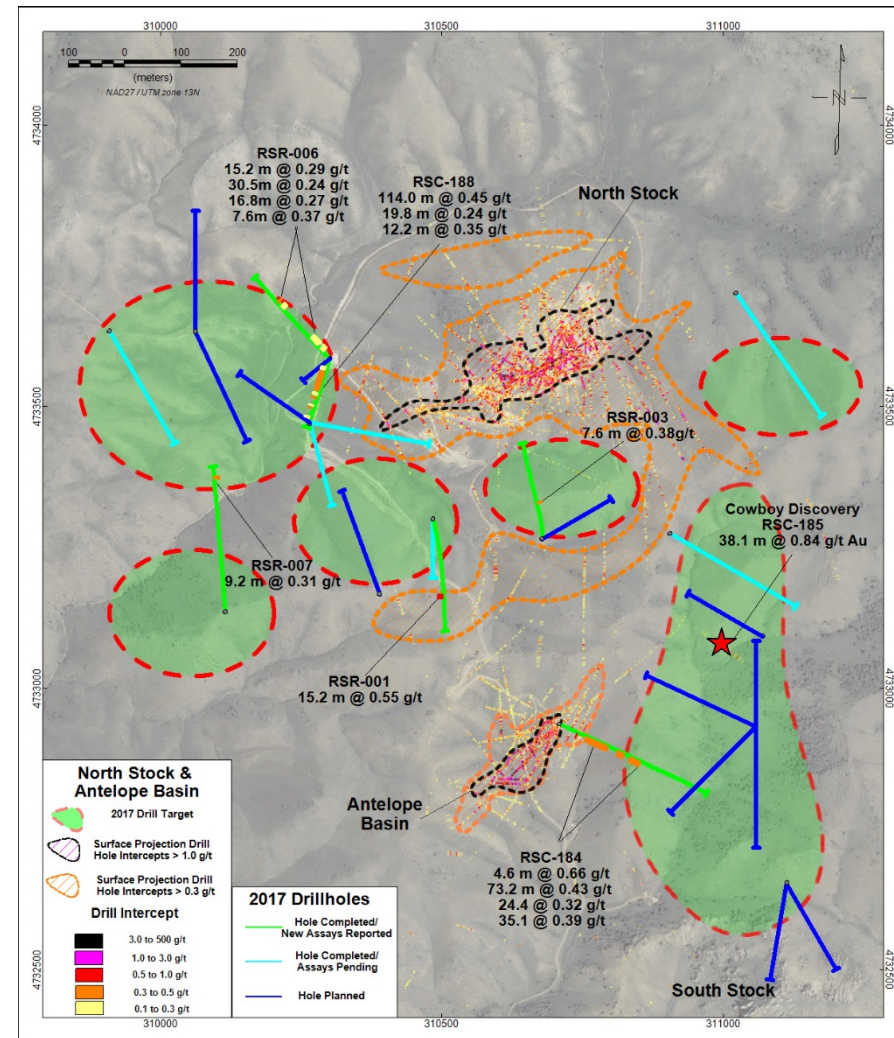 310000
310500
311000
100 0 100 200
(meters)
NAD27 / UTM zone 13N
N
4734000
4734000
RSR-006
15.2 m @ 0.29 g/t
30.5m @ 0.24 g/t
16.8m @ 0.27 g/t
7.6m @ 0.37 g/t
RSC-188
114.0 m @ 0.45 g/t
19.8 m @ 0.24 g/t
12.2 m @ 0.35 g/t
North Stock
4733500
4733500
RSR-003
7.6 m @ 0.38g/t
Cowboy Discovery
RSC-185
38.1 m @ 0.84 g/t Au
RSR-007
9.2 m @ 0.31 g/t
RSR-001
15.2 m @ 0.55 g/t
4733000
4733000
Antelope
Basin
RSC-184
4.6 m @ 0.66 g/t
73.2 m @ 0.43 g/t
24.4 @ 0.32 g/t
35.1 @ 0.39 g/t
South Stock
North Stock &
Antelope Basin
2017 Drill Target
Surface Projection Drill
Hole Intercepts > 1.0 g/t
Surface Projection Drill
Hole Intercepts > 0.3 g/t
Drill Intercept
3.0 to 500 g/t
1.0 to 3.0 g/t
0.5 to 1.0 g/t
0.3 to 0.5 g/t
0.1 to 0.3 g/t
2017 Drillholes
Hole Completed/
New Assays Reported
Hole Completed/
Assays Pending
Hole Planned
4732500
4732500
310000
310500
311000